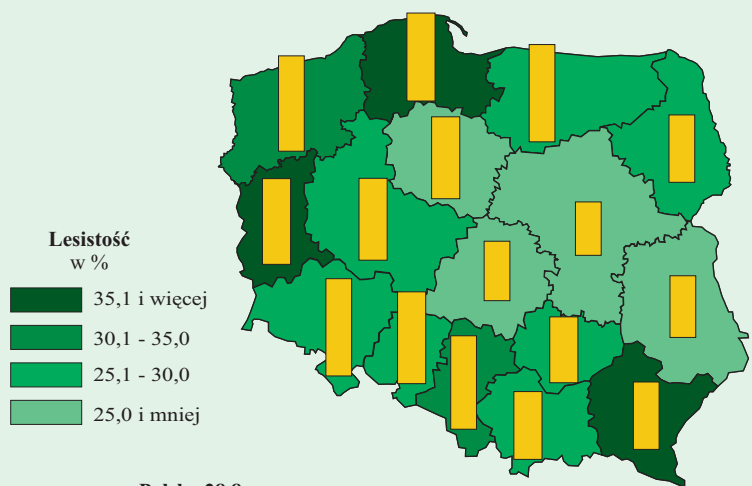 Lesistość
w %
35,1 i więcej
30,1 - 35,0
25,1 - 30,0
25,0 i mniej